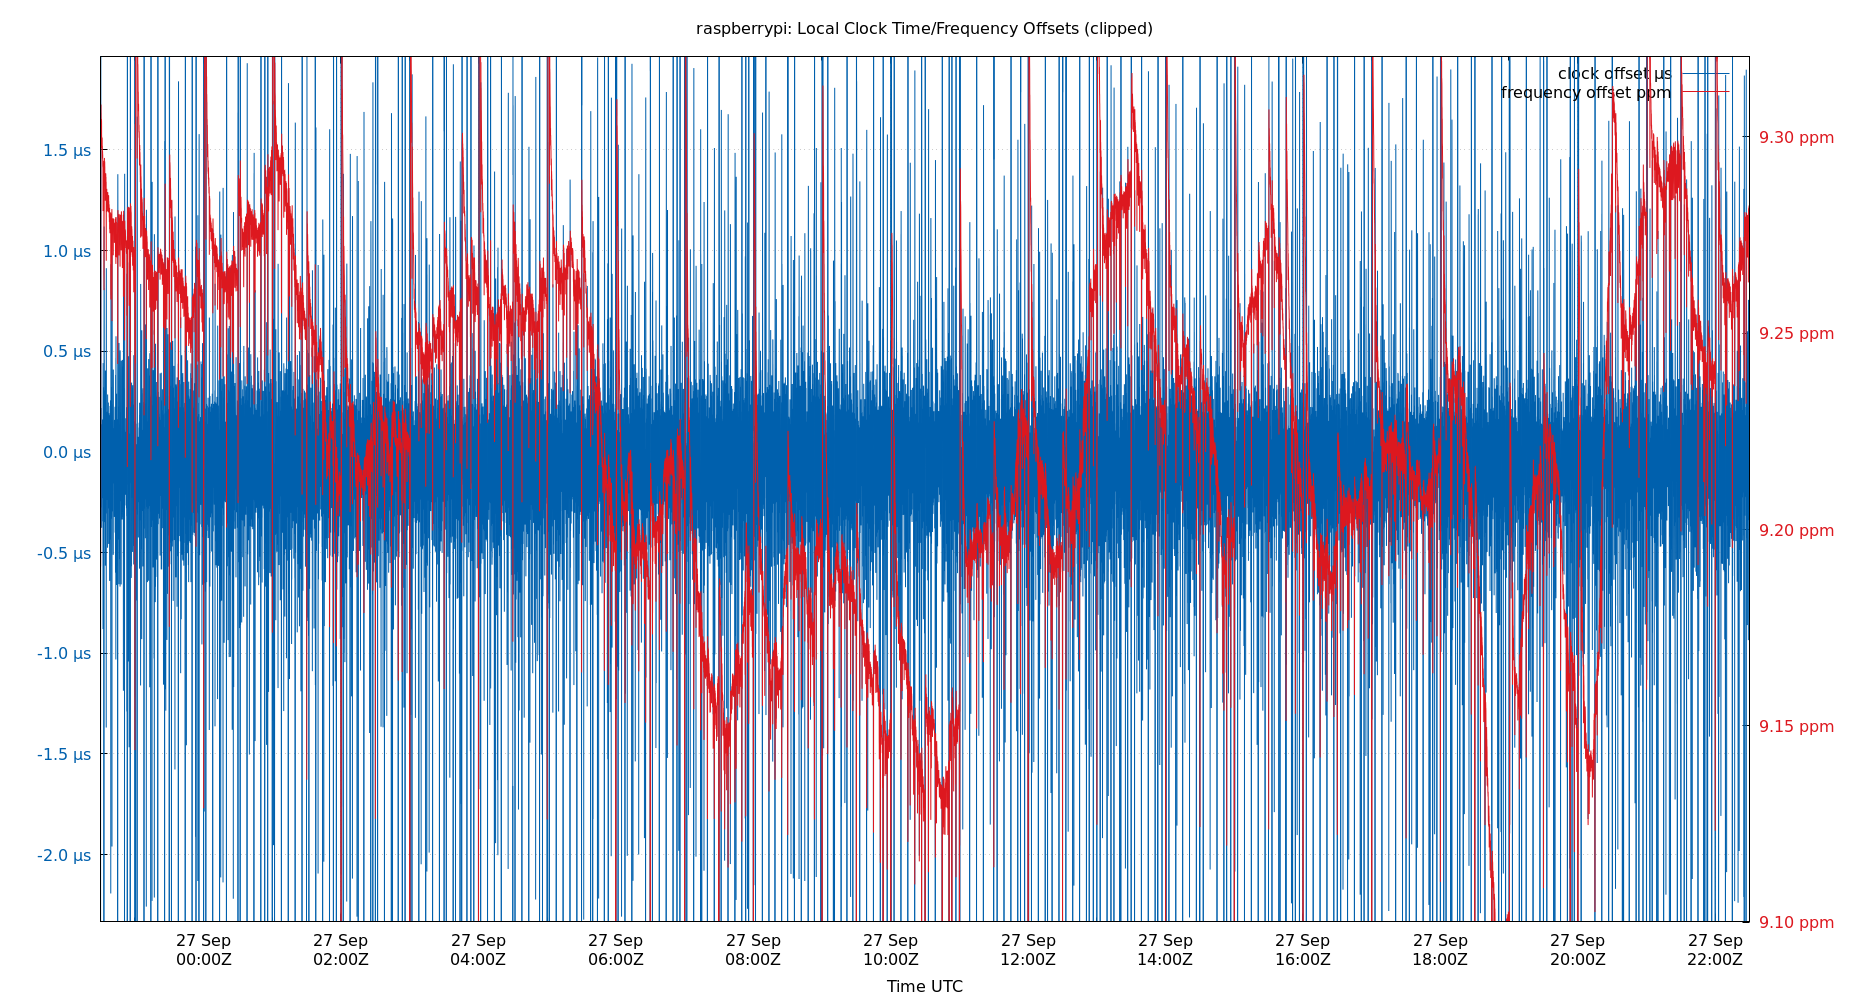 raspberrypi: Local Clock Time/Frequency Offsets (clipped)
clock offset µs
frequency offset ppm
1.5 µs
1.0 µs
0.5 µs
0.0 µs
-0.5 µs
-1.0 µs
-1.5 µs
-2.0 µs
9.30 ppm
9.25 ppm
9.20 ppm
9.15 ppm
9.10 ppm
27 Sep
00:00Z
27 Sep
02:00Z
27 Sep
04:00Z
27 Sep
06:00Z
27 Sep
08:00Z
27 Sep
10:00Z
27 Sep
12:00Z
27 Sep
14:00Z
27 Sep
16:00Z
27 Sep
18:00Z
27 Sep
20:00Z
27 Sep
22:00Z
Time UTC